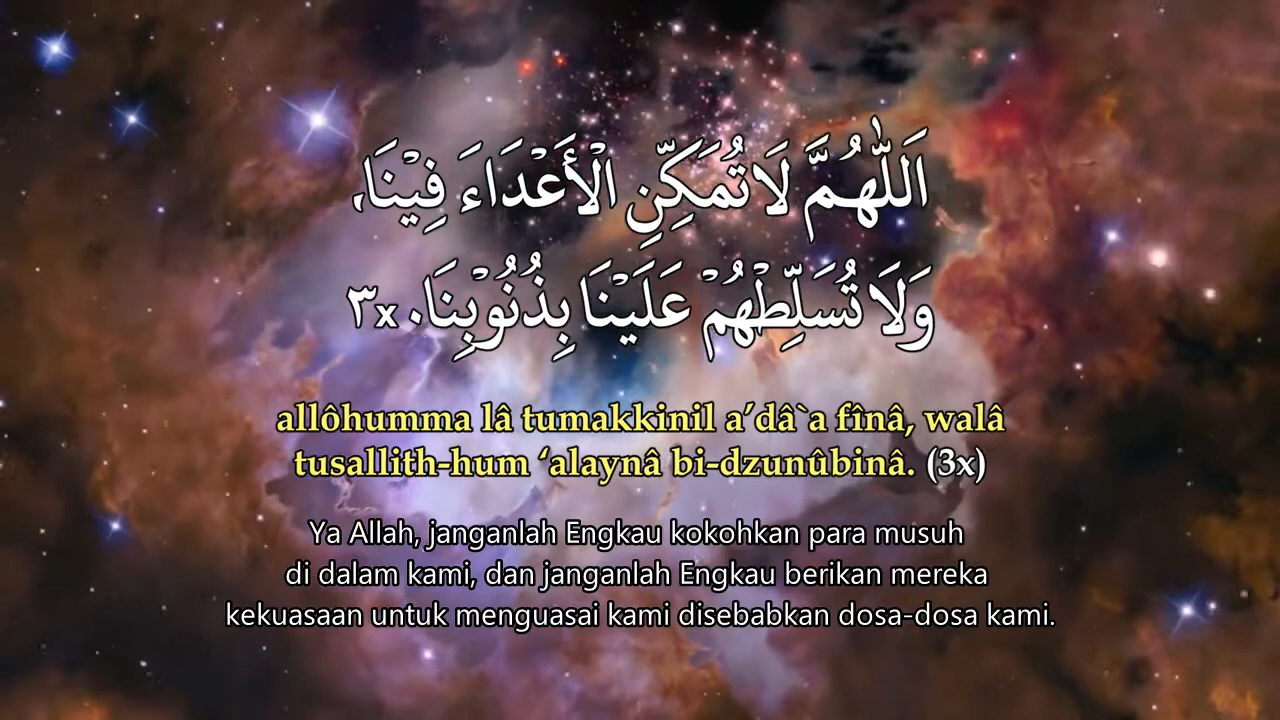 اَللّٰهُمَّ لَاتُمَكِّنِ الْأَعْدَاءَ فِيْنَا،
وَلَا تُسَلِّطْهُمْ عَلَيْنَا بِذُنُوْبِنَا. ٣x
allôhumma lâ tumakkinil a’dâ`a fînâ, walâ
tusallith-hum ‘alaynâ bi-dzunûbinâ. (3x)
Ya Allah, janganlah Engkau kokohkan para musuh
di dalam kami, dan janganlah Engkau berikan mereka
kekuasaan untuk menguasai kami disebabkan dosa-dosa kami.